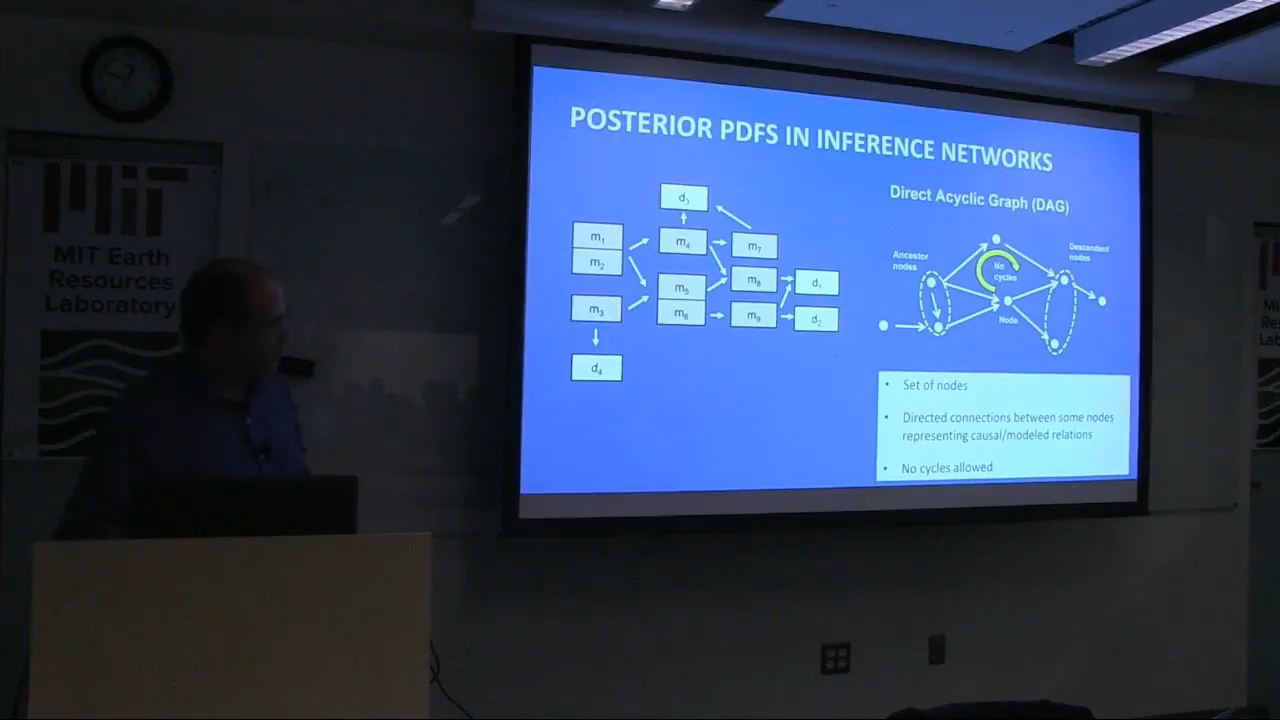 MIT
MIT Earth
Resources
Laboratory
POSTERIOR PDFS IN INFERENCE NETWORKS
d3
m1
m2
m3
d4
m4
m5
m6
m7
m8
m9
d1
d2
Direct Acyclic Graph (DAG)
Ancestor
nodes
No
cycles
Node
Descendent
nodes
• Set of nodes
• Directed connections between some nodes
representing causal/modeled relations
• No cycles allowed